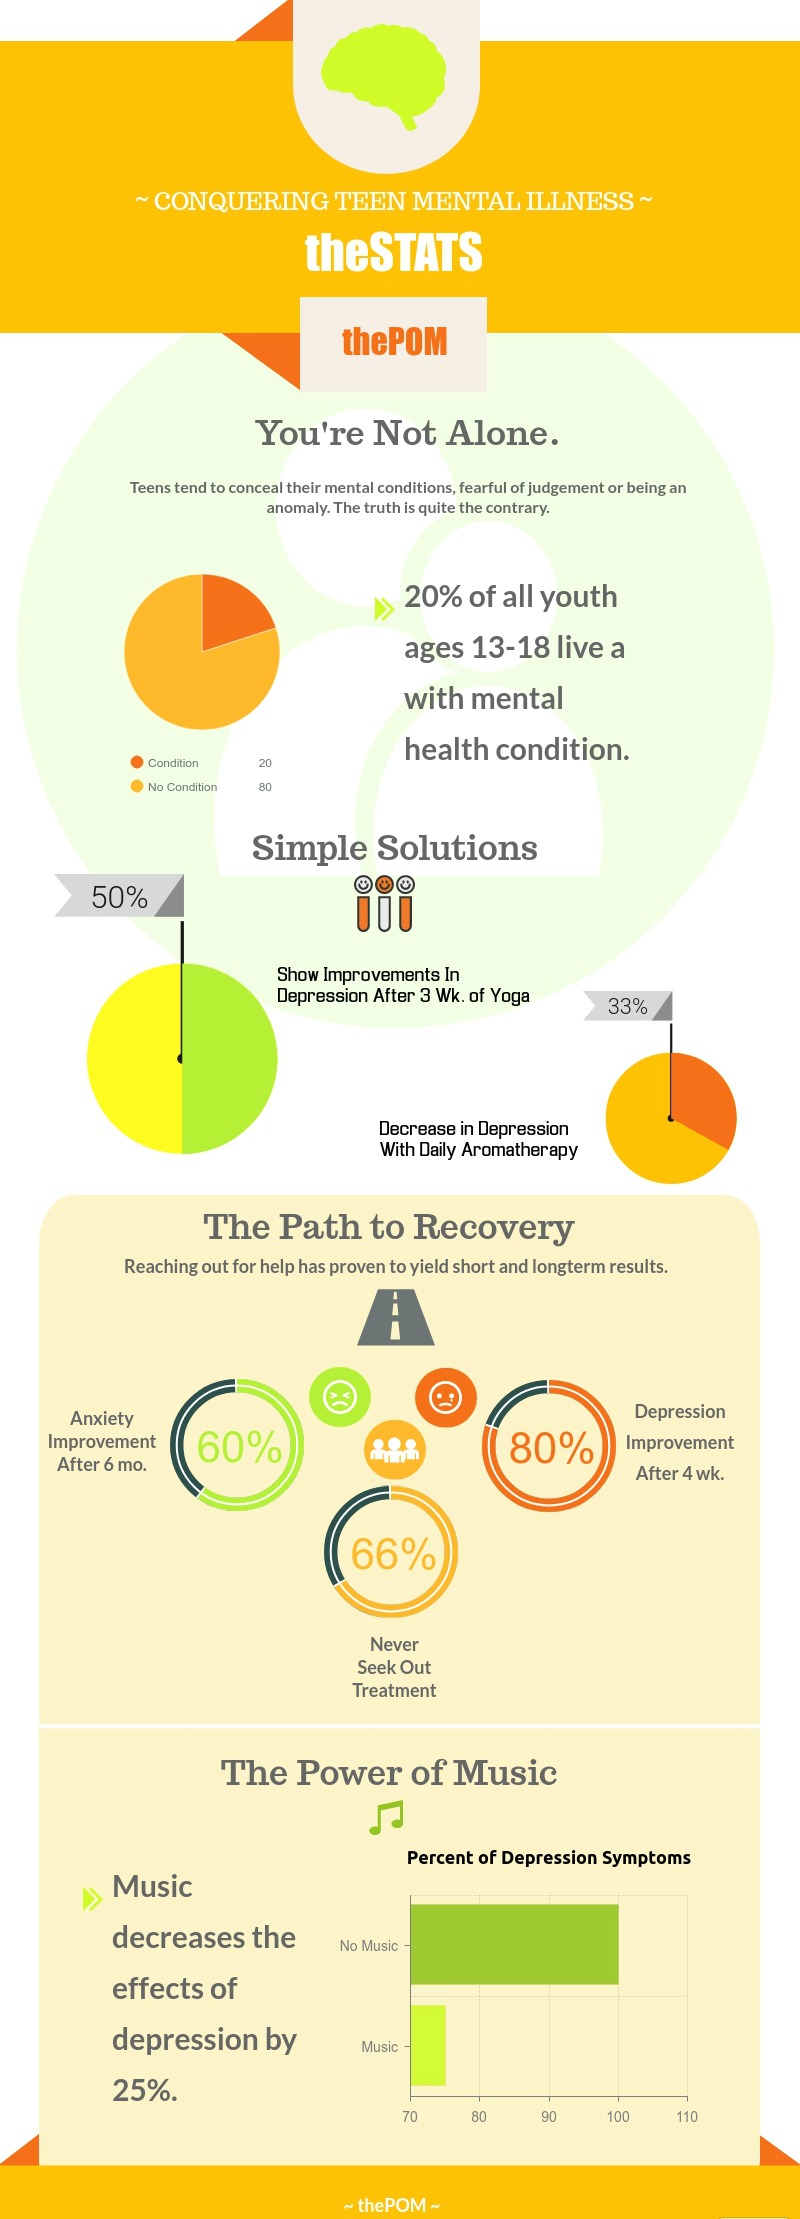 ~ CONQUERING TEEN MENTAL ILLNESS ~
theSTATS
thePOM
You're Not Alone.
Teens tend to conceal their mental conditions, fearful of judgement or being an
anomaly. The truth is quite the contrary.
20% of all youth
ages 13-18 live a
with mental
health condition.
Condition 20
No Condition 80
Simple Solutions
50%
Show Improvements In
Depression After 3 Wk. of Yoga
33%
Decrease in Depression
With Daily Aromatherapy
The Path to Recovery
Reaching out for help has proven to yield short and longterm results.
Anxiety
Improvement
After 6 mo.
60%
80%
Depression
Improvement
After 4 wk.
66%
Never
Seek Out
Treatment
The Power of Music
Music
decreases the
effects of
depression by
25%.
Percent of Depression Symptoms
No Music
Music
70 80 90 100 110
~ thePOM ~